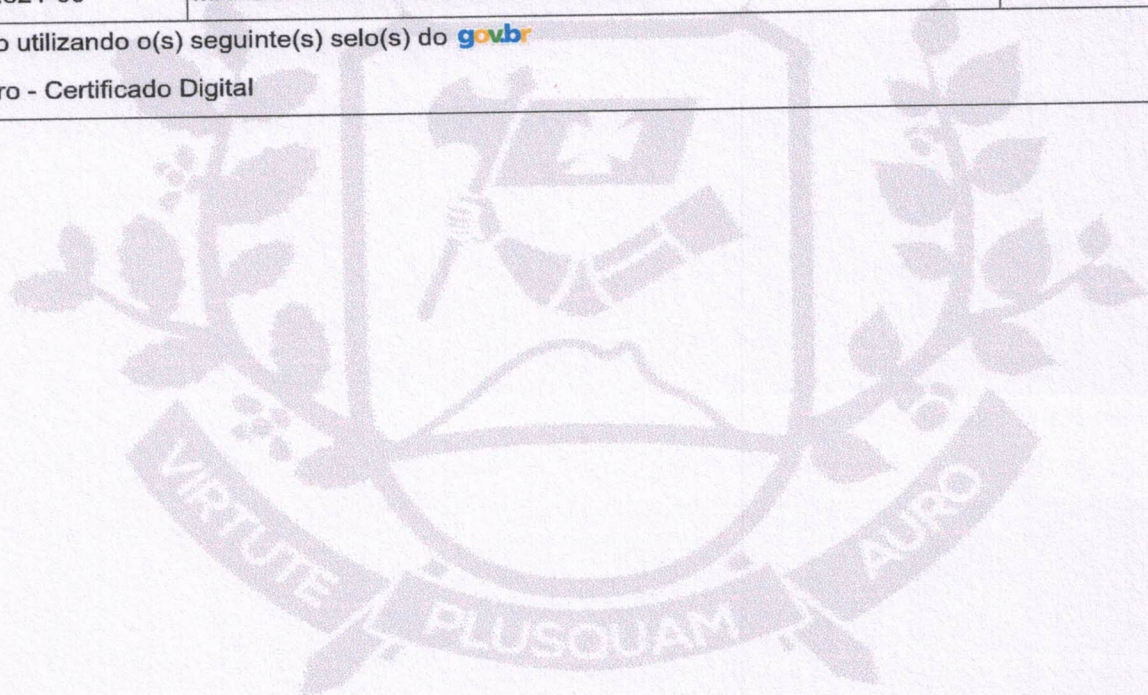 o utilizando o(s) seguinte(s) selo(s) do gov.br
ro - Certificado Digital
VIRTUTE PLUSQUAM AURO